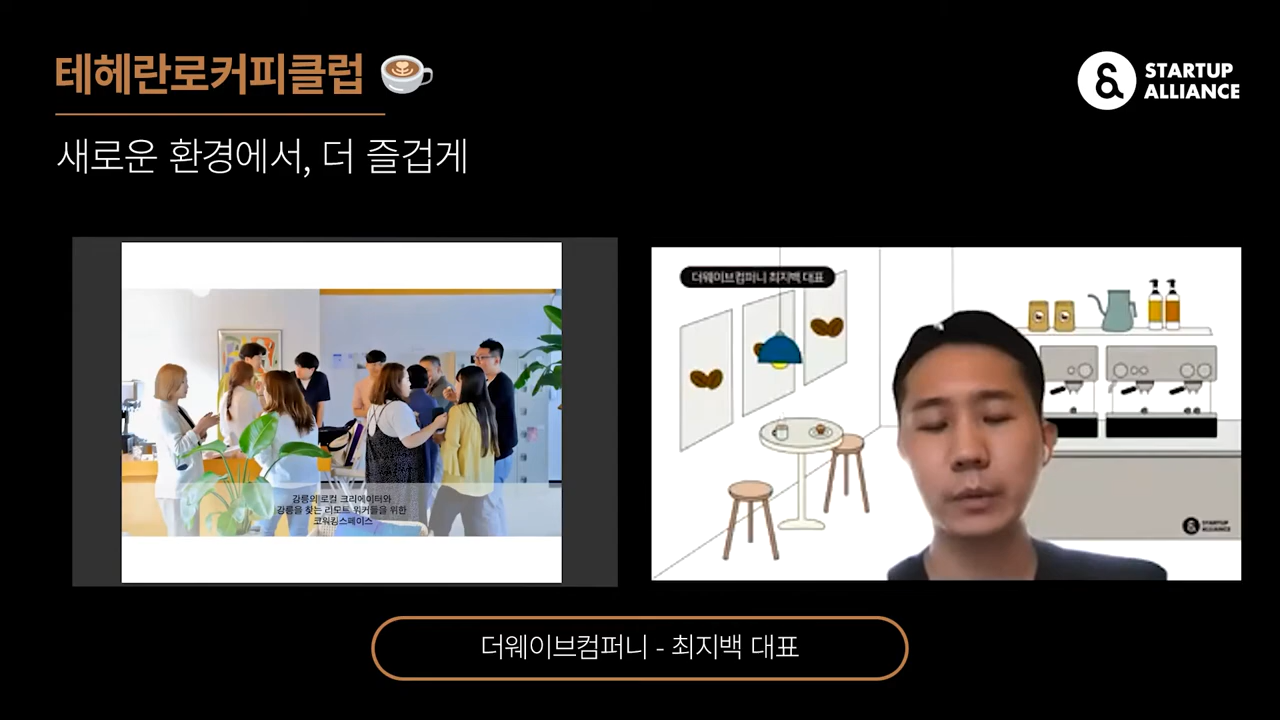 테헤란로커피클럽
STARTUP
ALLIANCE
새로운 환경에서, 더 즐겁게
강릉의 로컬 크리에이터와
강릉을 찾는 리모트 워커들을 위한
코워킹스페이스
더웨이브컴퍼니 최지백 대표
STARTUP
ALLIANCE
더웨이브컴퍼니 - 최지백 대표